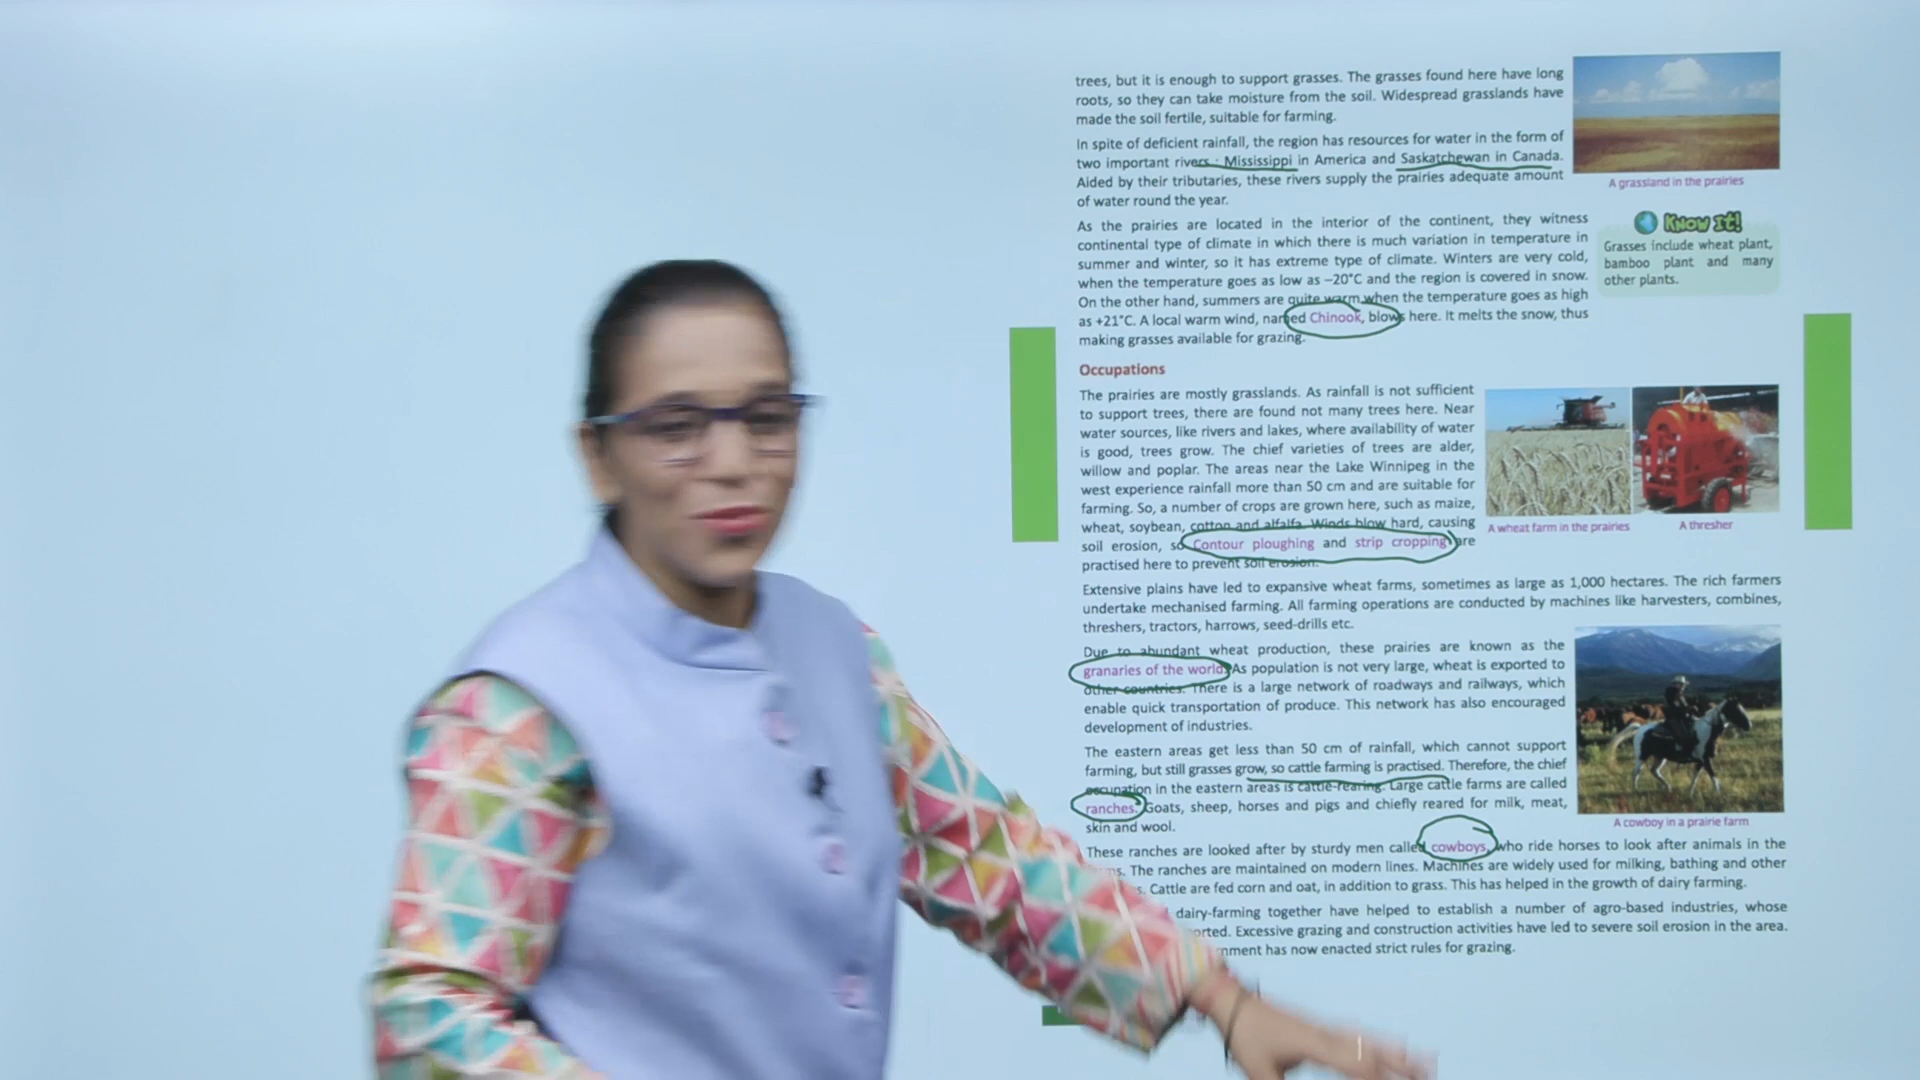 trees, but it is enough to support grasses. The grasses found here have long
roots, so they can take moisture from the soil. Widespread grasslands have
made the soil fertile, suitable for farming.
In spite of deficient rainfall, the region has resources for water in the form of
two important rivers : Mississippi in America and Saskatchewan in Canada.
Aided by their tributaries, these rivers supply the prairies adequate amount
of water round the year.
A grassland in the prairies
As the prairies are located in the interior of the continent, they witness
continental type of climate in which there is much variation in temperature in
summer and winter, so it has extreme type of climate. Winters are very cold,
when the temperature goes as low as –20°C and the region is covered in snow.
On the other hand, summers are quite warm when the temperature goes as high
as +21°C. A local warm wind, named Chinook, blows here. It melts the snow, thus
making grasses available for grazing.
Know It!
Grasses include wheat plant,
bamboo plant and many
other plants.
Occupations
The prairies are mostly grasslands. As rainfall is not sufficient
to support trees, there are found not many trees here. Near
water sources, like rivers and lakes, where availability of water
is good, trees grow. The chief varieties of trees are alder,
willow and poplar. The areas near the Lake Winnipeg in the
west experience rainfall more than 50 cm and are suitable for
farming. So, a number of crops are grown here, such as maize,
wheat, soybean, cotton and alfalfa. Winds blow hard, causing
soil erosion, so Contour ploughing and strip cropping are
practised here to prevent soil erosion.
A wheat farm in the prairies
A thresher
Extensive plains have led to expansive wheat farms, sometimes as large as 1,000 hectares. The rich farmers
undertake mechanised farming. All farming operations are conducted by machines like harvesters, combines,
threshers, tractors, harrows, seed-drills etc.
Due to abundant wheat production, these prairies are known as the
granaries of the world. As population is not very large, wheat is exported to
other countries. There is a large network of roadways and railways, which
enable quick transportation of produce. This network has also encouraged
development of industries.
The eastern areas get less than 50 cm of rainfall, which cannot support
farming, but still grasses grow, so cattle farming is practised. Therefore, the chief
occupation in the eastern areas is cattle-rearing. Large cattle farms are called
ranches. Goats, sheep, horses and pigs and chiefly reared for milk, meat,
skin and wool.
A cowboy in a prairie farm
These ranches are looked after by sturdy men called cowboys, who ride horses to look after animals in the
The ranches are maintained on modern lines. Machines are widely used for milking, bathing and other
Cattle are fed corn and oat, in addition to grass. This has helped in the growth of dairy farming.
dairy-farming together have helped to establish a number of agro-based industries, whose
Excessive grazing and construction activities have led to severe soil erosion in the area.
has now enacted strict rules for grazing.